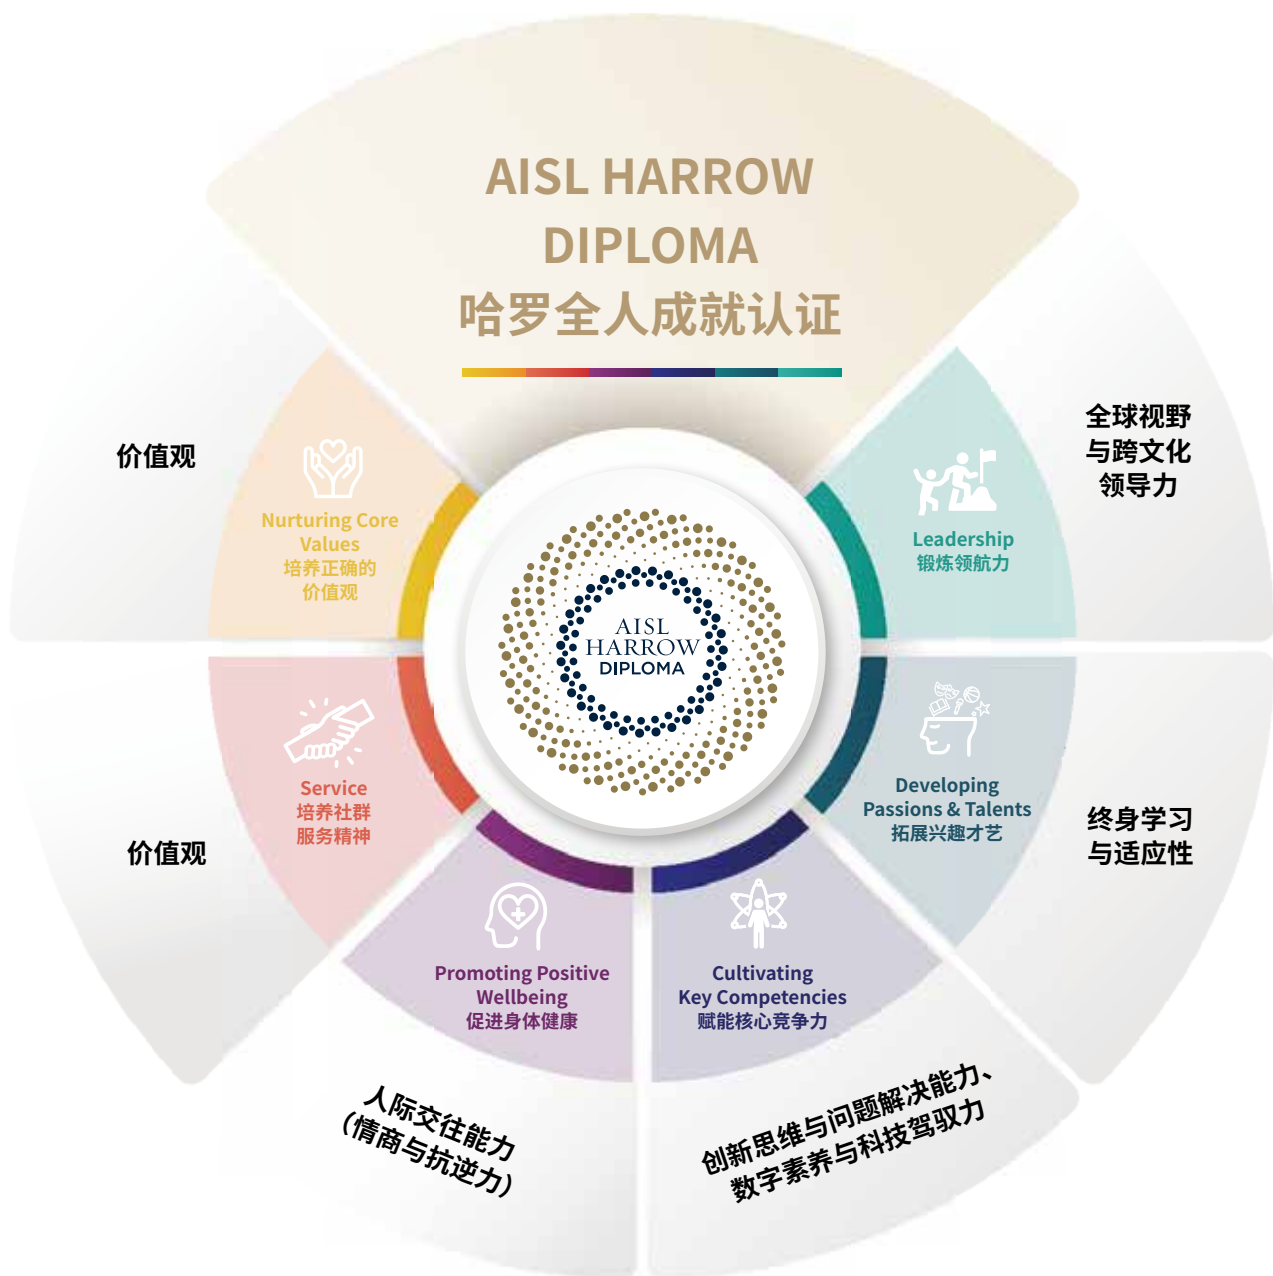 AISL HARROW
DIPLOMA
哈罗全人成就认证
价值观
Nurturing Core
Values
培养正确的
价值观
Leadership
锻炼领航力
全球视野
与跨文化
领导力
AISL
HARROW
DIPLOMA
价值观
Service
培养社群
服务精神
Developing
Passions & Talents
拓展兴趣才艺
终身学习
与适应性
Promoting Positive
Wellbeing
促进身体健康
Cultivating
Key Competencies
赋能核心竞争力
人际交往能力
（情商与抗逆力）
创新思维与问题解决能力、
数字素养与科技驾驭力